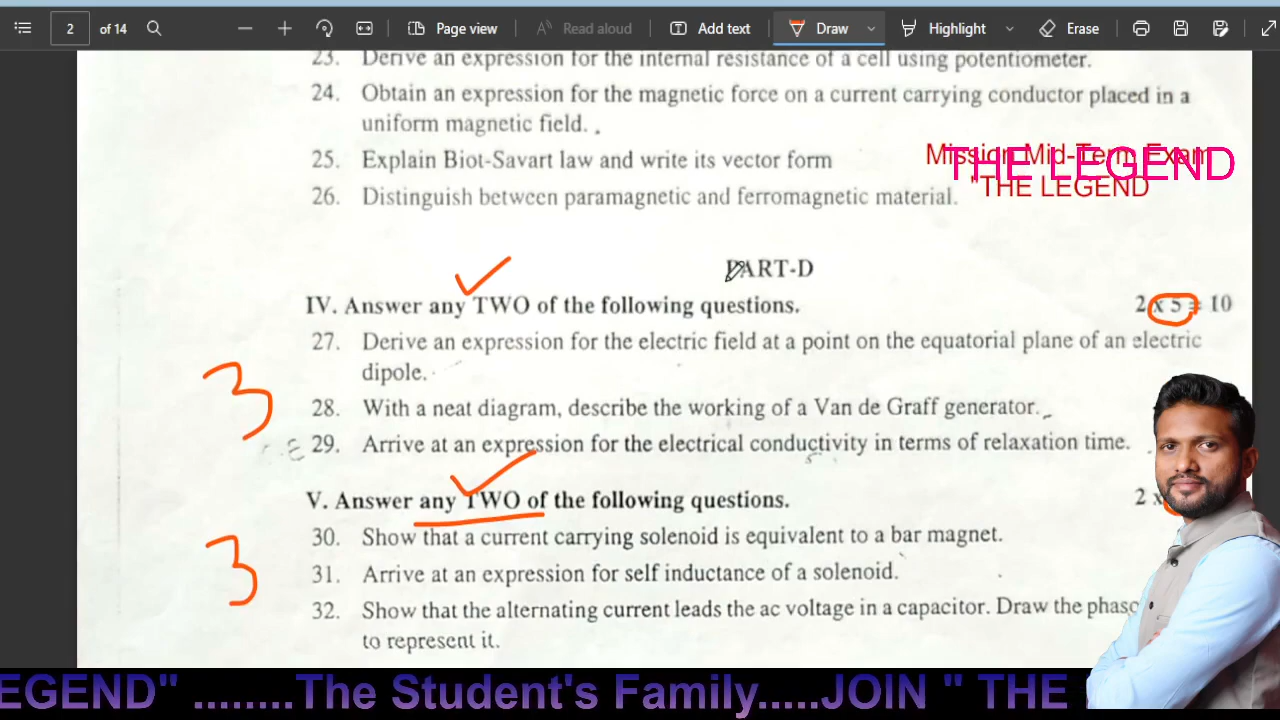 2 of 14 Page view Read aloud Add text Draw Highlight Erase
23. Derive an expression for the internal resistance of a cell using potentiometer.
24. Obtain an expression for the magnetic force on a current carrying conductor placed in a
uniform magnetic field.
25. Explain Biot-Savart law and write its vector form
Mission Mid-Term Exam
THE LEGEND
"THE LEGEND
26. Distinguish between paramagnetic and ferromagnetic material.
PART-D
IV. Answer any TWO of the following questions. 2 x 5 = 10
27. Derive an expression for the electric field at a point on the equatorial plane of an electric
dipole.
3
28. With a neat diagram, describe the working of a Van de Graff generator.
29. Arrive at an expression for the electrical conductivity in terms of relaxation time.
V. Answer any TWO of the following questions. 2 x
30. Show that a current carrying solenoid is equivalent to a bar magnet.
3
31. Arrive at an expression for self inductance of a solenoid.
32. Show that the alternating current leads the ac voltage in a capacitor. Draw the
to represent it.
EGEND" ........The Student's Family.....JOIN " THE